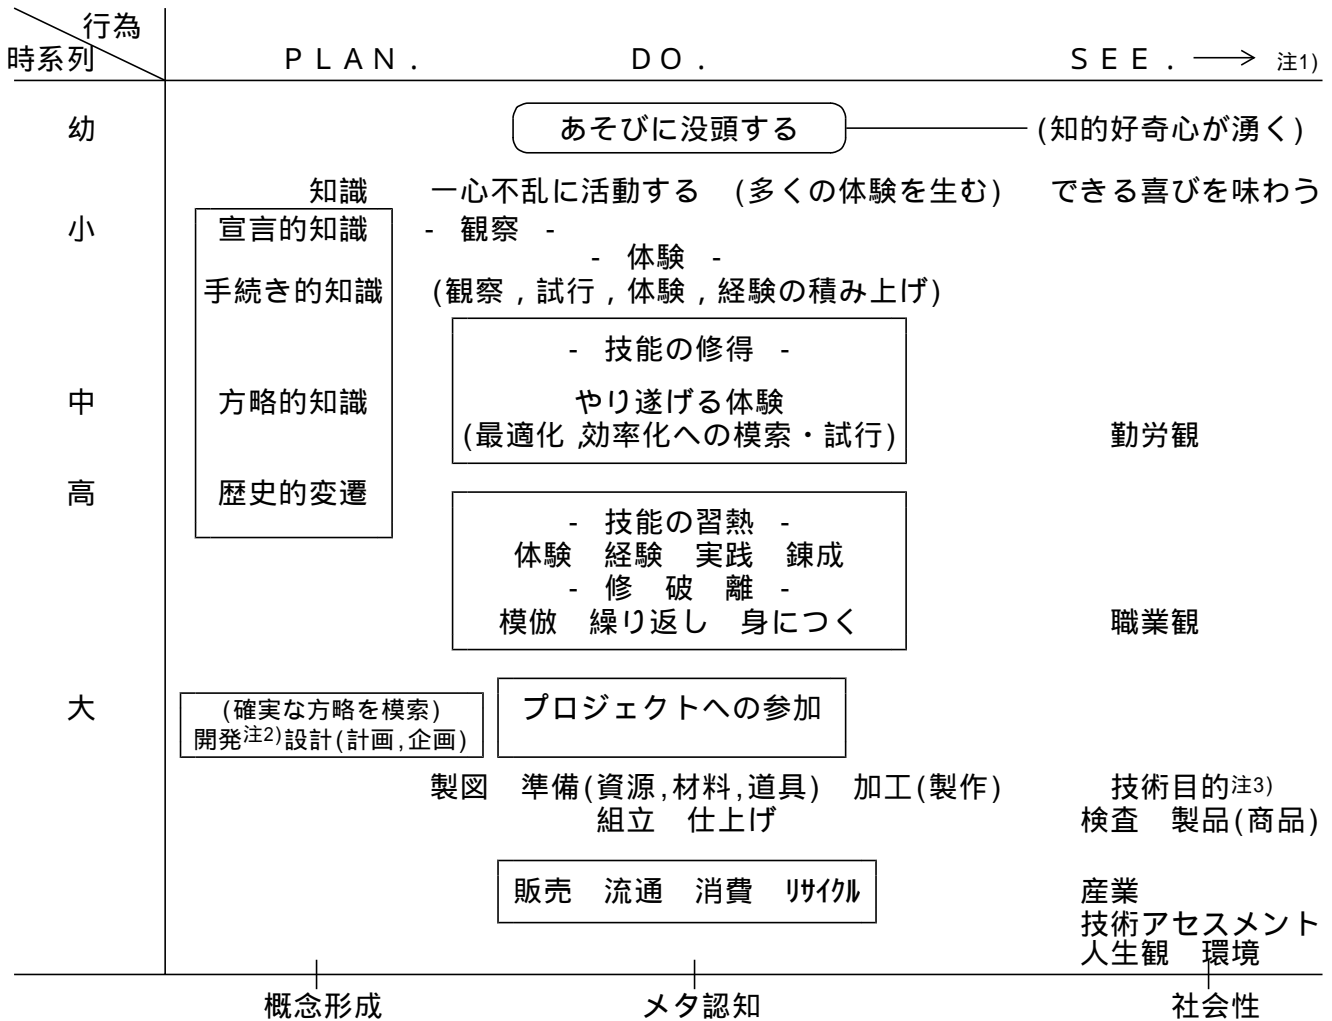 行為
時系列 ＰＬＡＮ． ＤＯ． ＳＥＥ．→ 注1)
幼 あそびに没頭する (知的好奇心が湧く)
知識 一心不乱に活動する (多くの体験を生む) できる喜びを味わう
小 宣言的知識 - 観察 -
- 体験 -
手続き的知識 (観察，試行，体験，経験の積み上げ)
- 技能の修得 -
中 方略的知識 やり遂げる体験
(最適化，効率化への模索・試行) 勤労観
高 歴史的変遷
- 技能の習熱 -
体験 経験 実践 錬成
- 修 破 離 -
模倣 繰り返し 身につく 職業観
大 (確実な方略を模索) プロジェクトへの参加
開発注2)設計(計画,企画)
製図 準備(資源,材料,道具) 加工(製作) 技術目的注3)
組立 仕上げ 検査 製品(商品)
販売 流通 消費 ﾘｻｲｸﾙ 産業
技術アセスメント
人生観 環境
概念形成 メタ認知 社会性